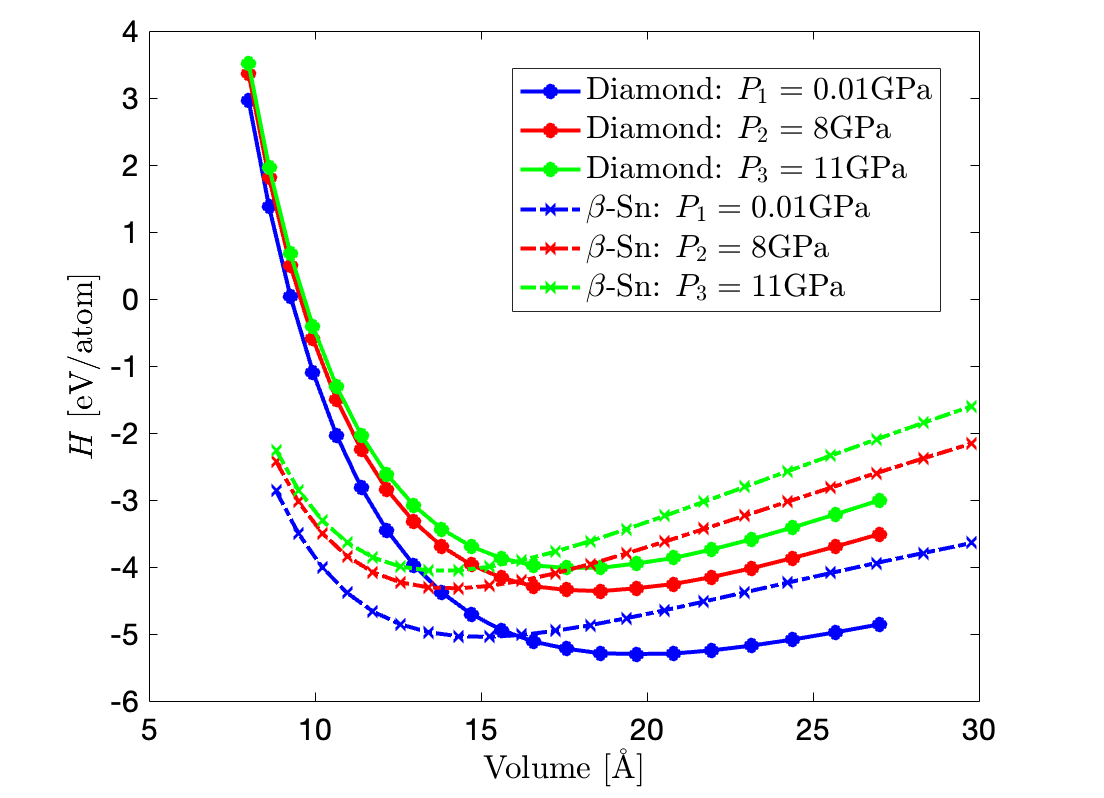 4
3
2
1
0
-1
-2
-3
-4
-5
-6
H [eV/atom]
Diamond: P₁ = 0.01GPa
Diamond: P₂ = 8GPa
Diamond: P₃ = 11GPa
β-Sn: P₁ = 0.01GPa
β-Sn: P₂ = 8GPa
β-Sn: P₃ = 11GPa
5 10 15 20 25 30
Volume [Å]